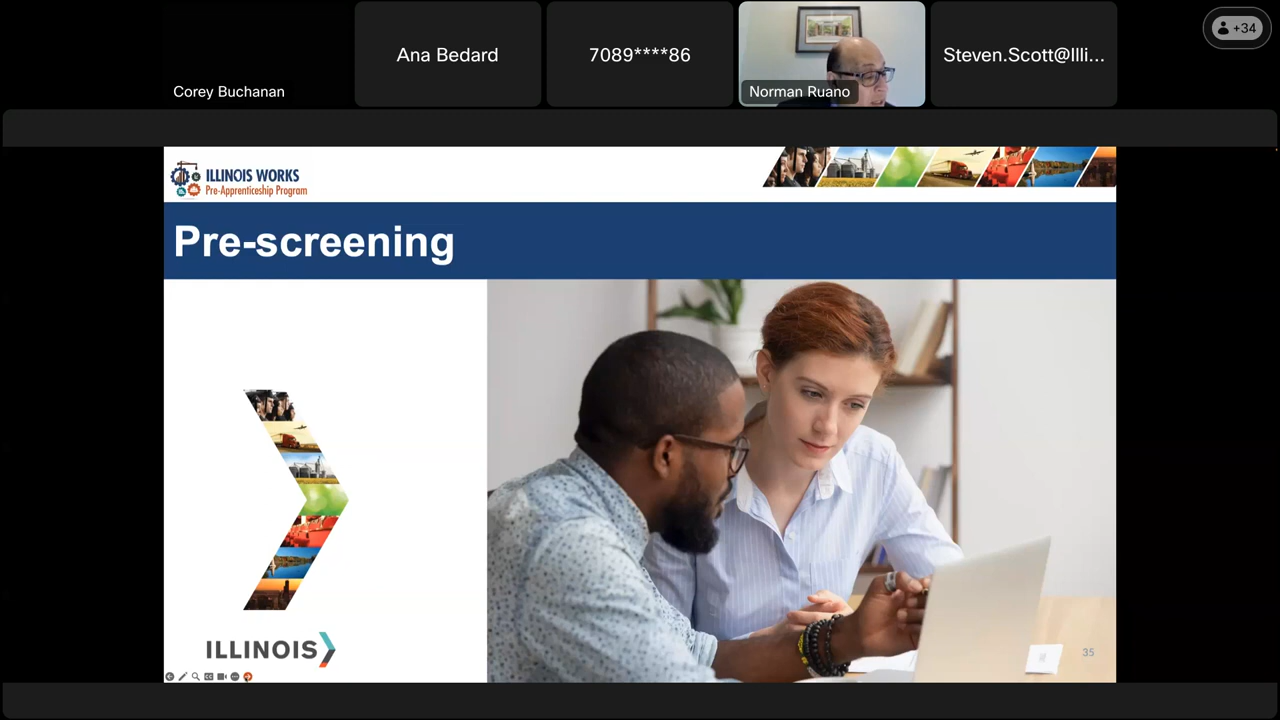 Ana Bedard
7089****86
Steven.Scott@Illi...
+34
Corey Buchanan
Norman Ruano
ILLINOIS WORKS
Pre-Apprenticeship Program
Pre-screening
ILLINOIS
35